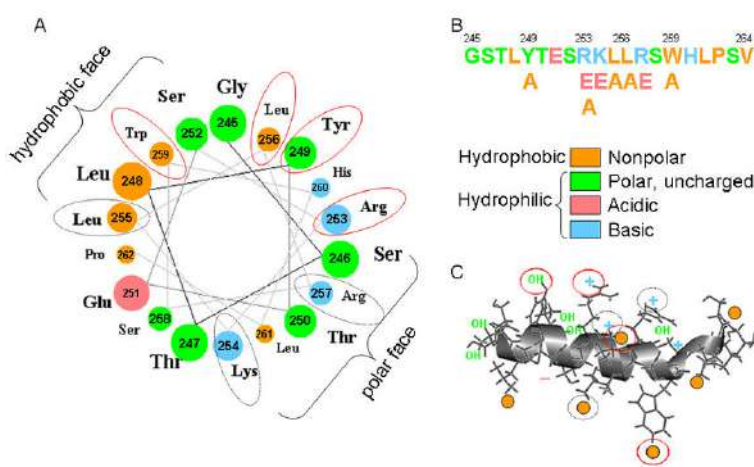 A
hydrophobic face
Ser
Gly
Leu
Tyr
Trp
252
245
256
249
259
His
Leu
248
260
Arg
Leu
255
253
Pro
262
Ser
246
251
257
Arg
Glu
258
250
Ser
247
254
261
Thr
Thr
Leu
Lys
polar face
B
245 249 253 256 259 264
GSTLYTESRKLLRSWHLPSV
A EEAAE A
A
Hydrophobic Nonpolar
Hydrophilic Polar, uncharged
Acidic
Basic
C
OH
+
+
OH
OH
+
OH
OH
OH
+
−